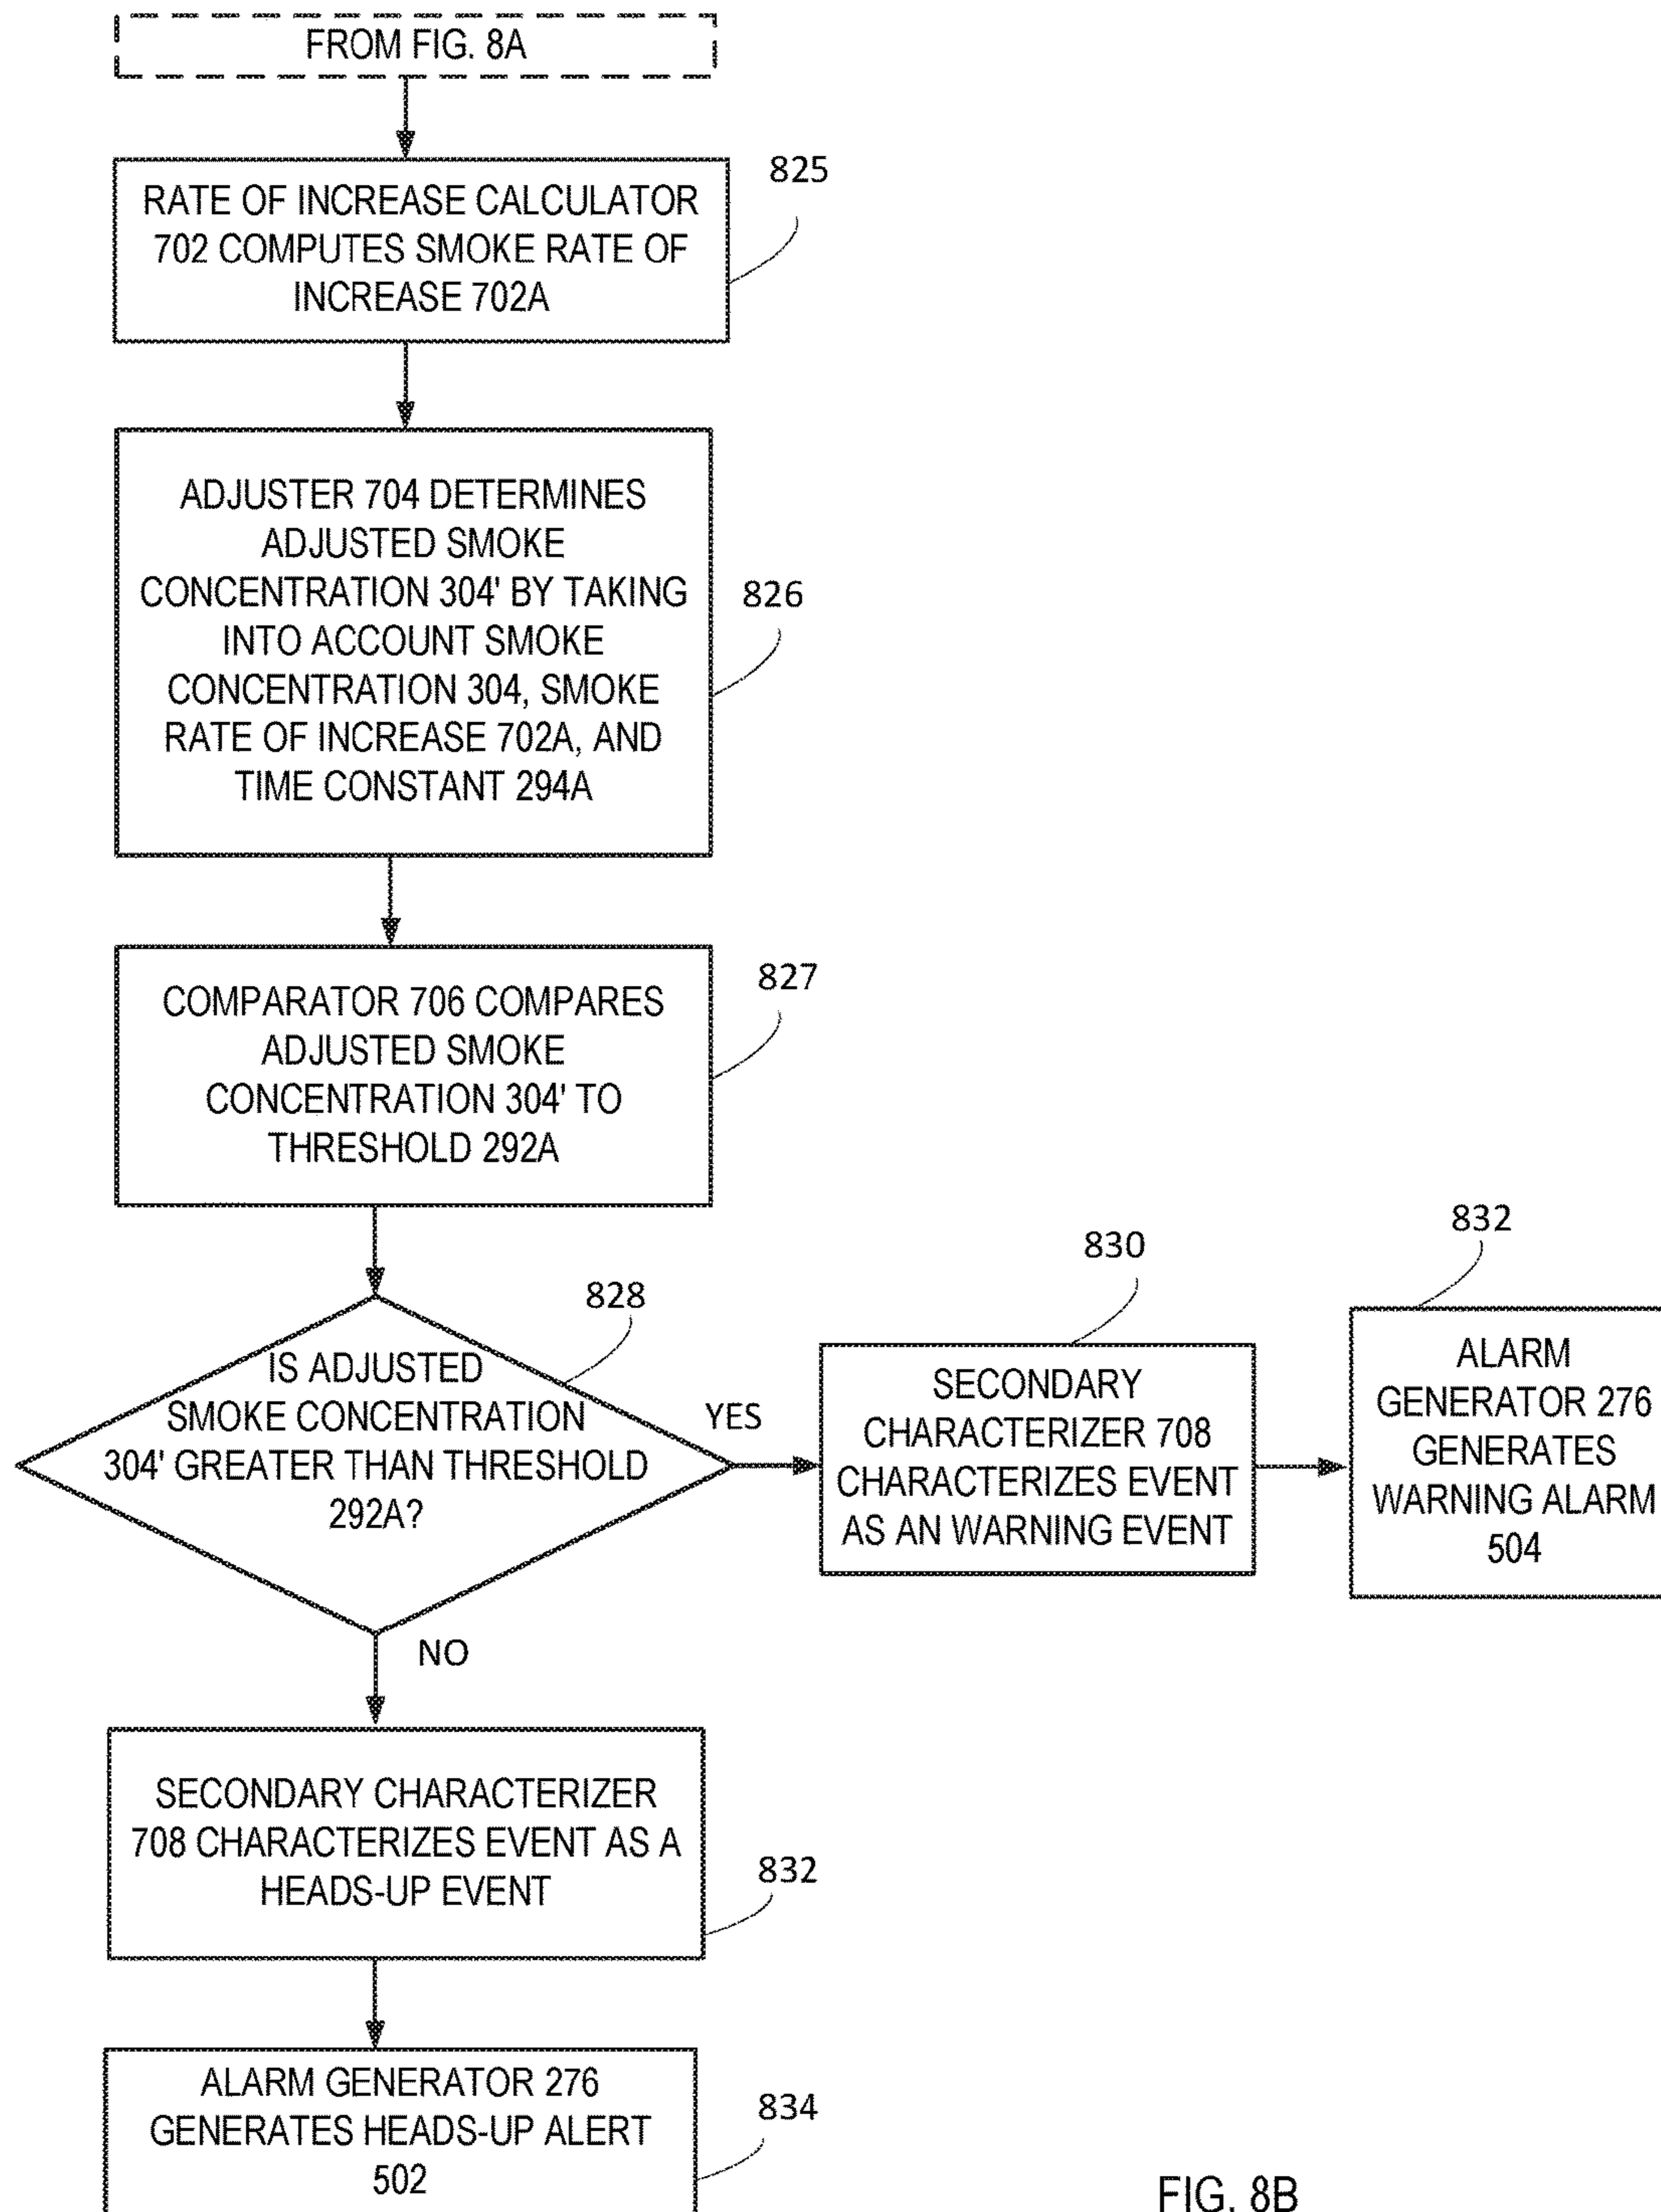 FROM FIG. 8A
825
RATE OF INCREASE CALCULATOR
702 COMPUTES SMOKE RATE OF
INCREASE 702A
ADJUSTER 704 DETERMINES
ADJUSTED SMOKE
CONCENTRATION 304' BY TAKING
INTO ACCOUNT SMOKE
CONCENTRATION 304, SMOKE
RATE OF INCREASE 702A, AND
TIME CONSTANT 294A
826
COMPARATOR 706 COMPARES
ADJUSTED SMOKE
CONCENTRATION 304' TO
THRESHOLD 292A
827
828
IS ADJUSTED
SMOKE CONCENTRATION
304' GREATER THAN THRESHOLD
292A?
YES
830
SECONDARY
CHARACTERIZER 708
CHARACTERIZES EVENT
AS AN WARNING EVENT
832
ALARM
GENERATOR 276
GENERATES
WARNING ALARM
504
NO
SECONDARY CHARACTERIZER
708 CHARACTERIZES EVENT AS A
HEADS-UP EVENT
832
ALARM GENERATOR 276
GENERATES HEADS-UP ALERT
502
834
FIG. 8B